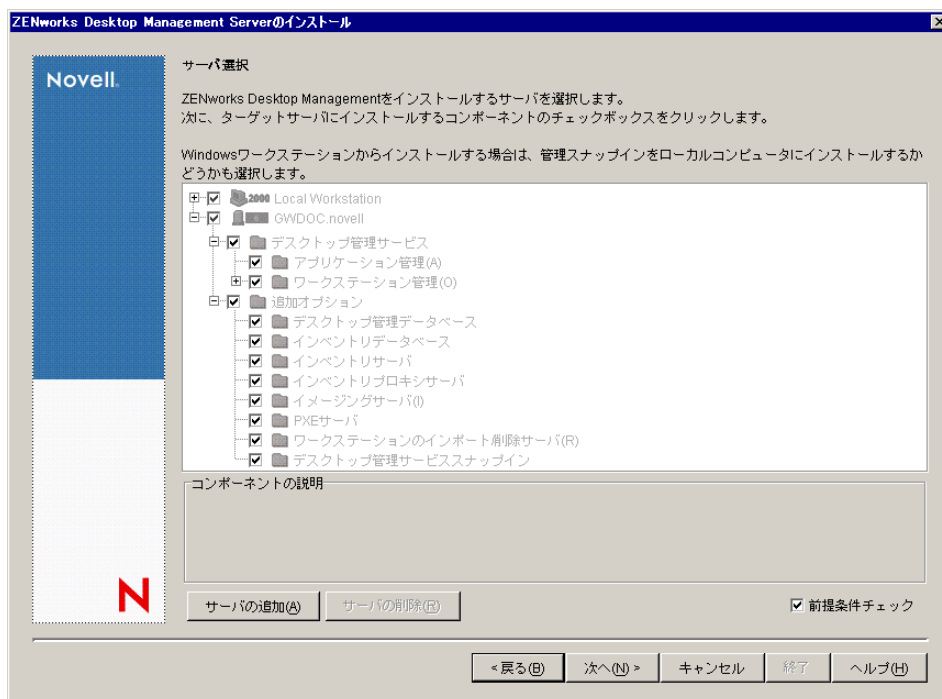 ZENworks Desktop Management Serverのインストール
Novell.
サーバ選択
ZENworks Desktop Managementをインストールするサーバを選択します。
次に、ターゲットサーバにインストールするコンポーネントのチェックボックスをクリックします。
Windowsワークステーションからインストールする場合は、管理スナップインをローカルコンピュータにインストールするか
どうかも選択します。
2000 Local Workstation
GWDOC.novell
デスクトップ管理サービス
アプリケーション管理(A)
ワークステーション管理(O)
追加オプション
デスクトップ管理データベース
インベントリデータベース
インベントリサーバ
インベントリプロキシサーバ
イメージングサーバ(I)
PXEサーバ
ワークステーションのインポート削除サーバ(R)
デスクトップ管理サービススナップイン
コンポーネントの説明
N
サーバの追加(A) サーバの削除(R) 前提条件チェック
<戻る(B) 次へ(N) > キャンセル 終了 ヘルプ(H)